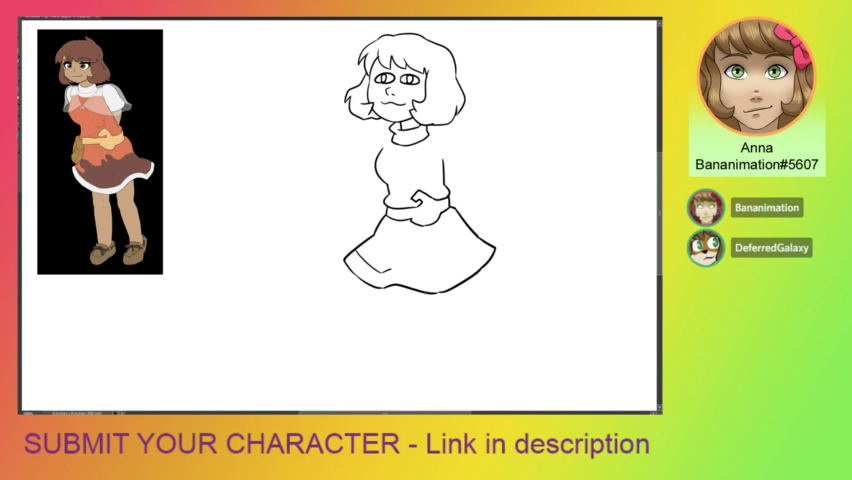 Anna
Bananimation#5607
Bananimation
DeferredGalaxy
SUBMIT YOUR CHARACTER - Link in description